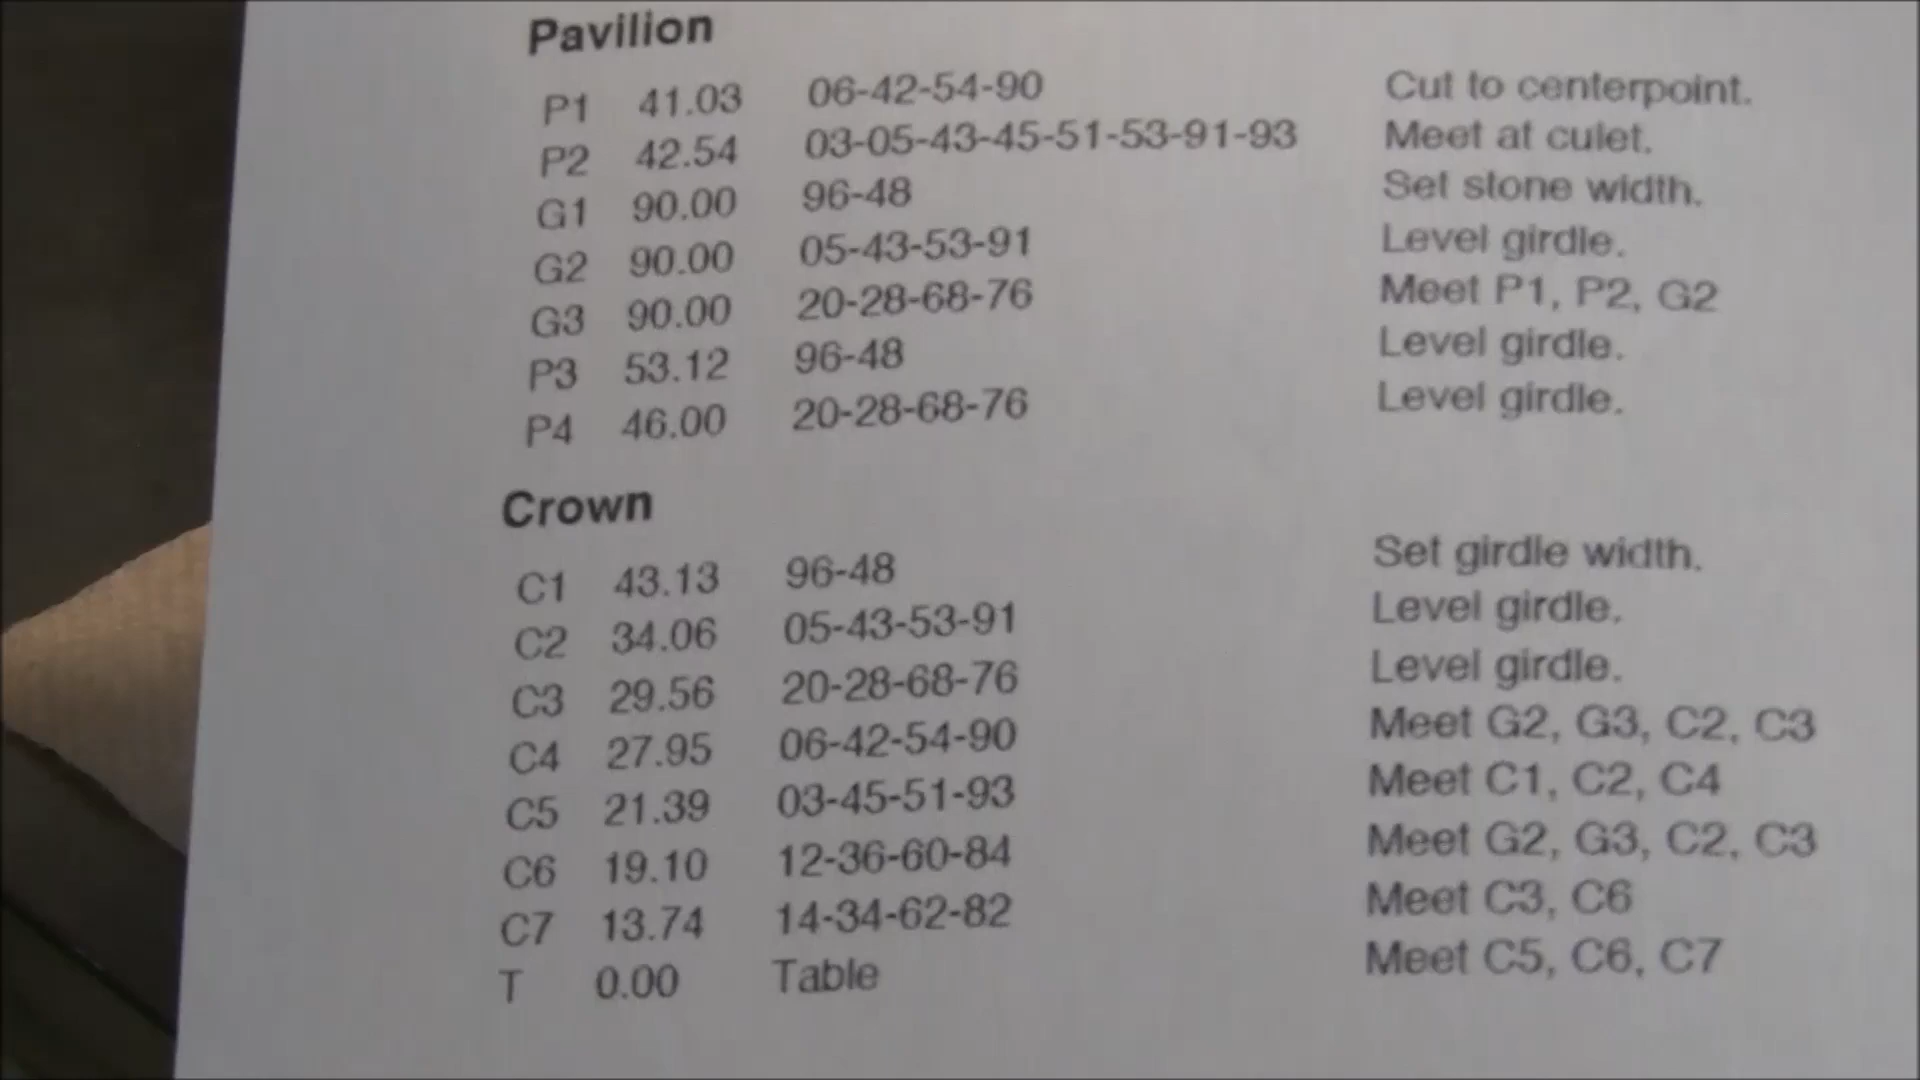 Pavilion
P1 41.03 06-42-54-90 Cut to centerpoint.
P2 42.54 03-05-43-45-51-53-91-93 Meet at culet.
G1 90.00 96-48 Set stone width.
G2 90.00 05-43-53-91 Level girdle.
G3 90.00 20-28-68-76 Meet P1, P2, G2
P3 53.12 96-48 Level girdle.
P4 46.00 20-28-68-76 Level girdle.
Crown
C1 43.13 96-48 Set girdle width.
C2 34.06 05-43-53-91 Level girdle.
C3 29.56 20-28-68-76 Level girdle.
C4 27.95 06-42-54-90 Meet G2, G3, C2, C3
C5 21.39 03-45-51-93 Meet C1, C2, C4
C6 19.10 12-36-60-84 Meet G2, G3, C2, C3
C7 13.74 14-34-62-82 Meet C3, C6
T 0.00 Table Meet C5, C6, C7